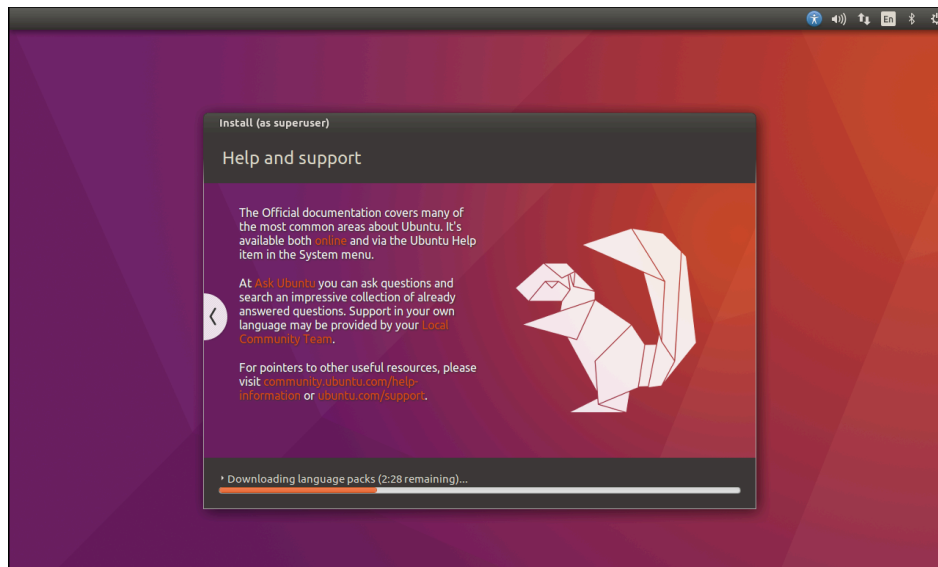 En
Install (as superuser)
Help and support
The Official documentation covers many of
the most common areas about Ubuntu. It's
available both online and via the Ubuntu Help
item in the System menu.
At Ask Ubuntu you can ask questions and
search an impressive collection of already
answered questions. Support in your own
language may be provided by your Local
Community Team.
For pointers to other useful resources, please
visit community.ubuntu.com/help-
information or ubuntu.com/support.
Downloading language packs (2:28 remaining)...